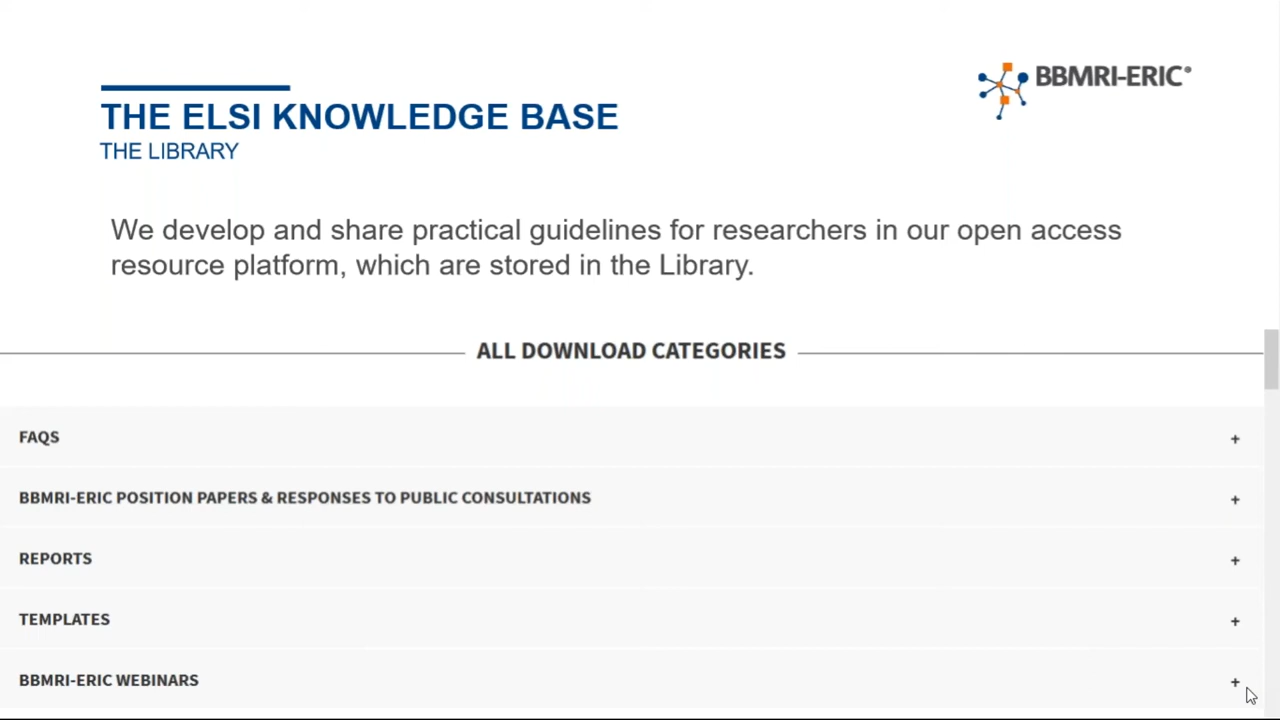 BBMRI-ERIC®
THE ELSI KNOWLEDGE BASE
THE LIBRARY
We develop and share practical guidelines for researchers in our open access
resource platform, which are stored in the Library.
ALL DOWNLOAD CATEGORIES
FAQS +
BBMRI-ERIC POSITION PAPERS & RESPONSES TO PUBLIC CONSULTATIONS +
REPORTS +
TEMPLATES +
BBMRI-ERIC WEBINARS +